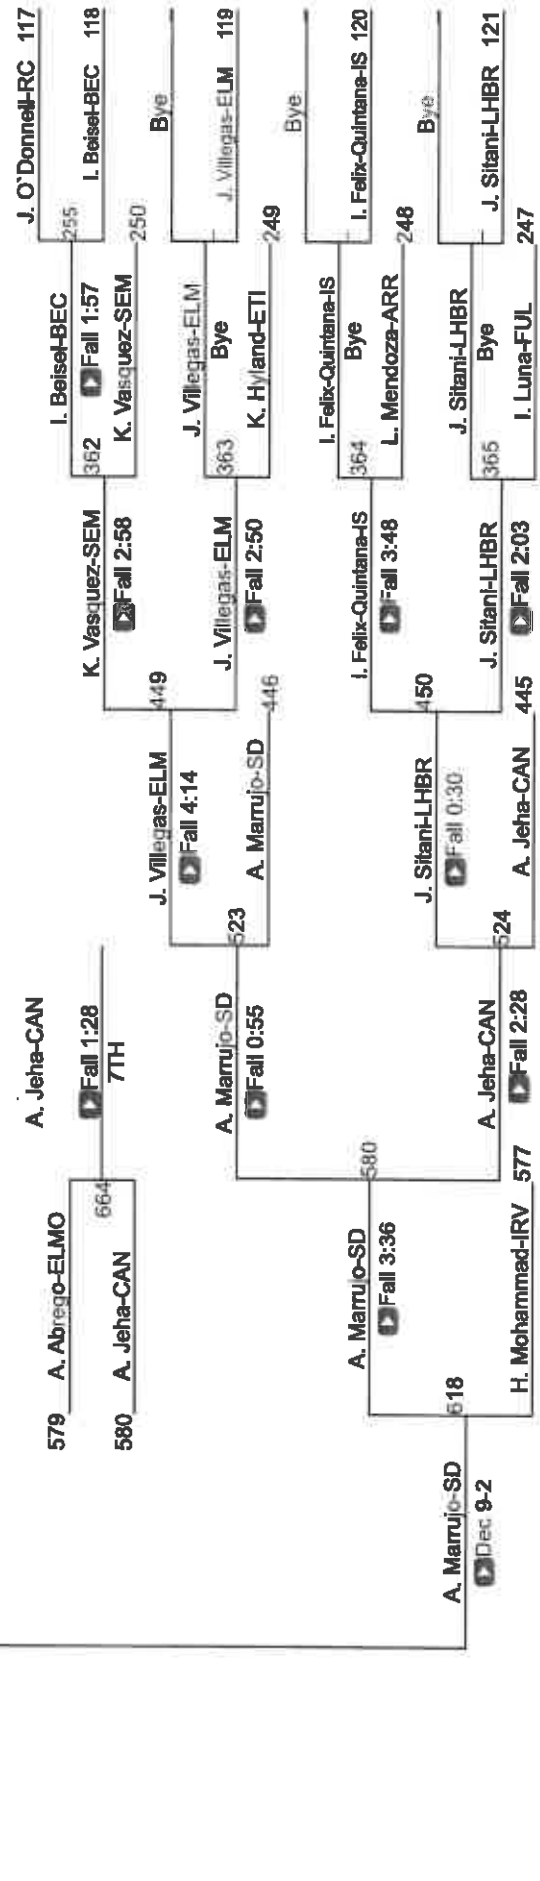 J. O`Donnell-RC 117
I. Beisel-BEC 118
Bye
J. Villegas-ELM 119
Bye
I. Felix-Quintana-IS 120
Bye
J. Sitani-LHBR 121
255
I. Beisel-BEC
Fall 1:57
K. Vasquez-SEM 250
J. Villegas-ELM
Bye
K. Hyland-ETI 249
I. Felix-Quintana-IS
Bye
L. Mendoza-ARR 248
J. Sitani-LHBR
Bye
I. Luna-FUL 247
362
K. Vasquez-SEM
Fall 2:58
363
J. Villegas-ELM
Fall 2:50
364
I. Felix-Quintana-IS
Fall 3:48
365
J. Sitani-LHBR
Fall 2:03
449
J. Villegas-ELM
Fall 4:14
A. Marrujo-SD 446
450
J. Sitani-LHBR
Fall 0:30
A. Jeha-CAN 445
523
A. Marrujo-SD
Fall 0:55
524
A. Jeha-CAN
Fall 2:28
A. Jeha-CAN
Fall 1:28
7TH
664
579 A. Abrego-ELMO
580 A. Jeha-CAN
580
A. Marrujo-SD
Fall 3:36
H. Mohammad-IRV 577
618
A. Marrujo-SD
Dec 9-2